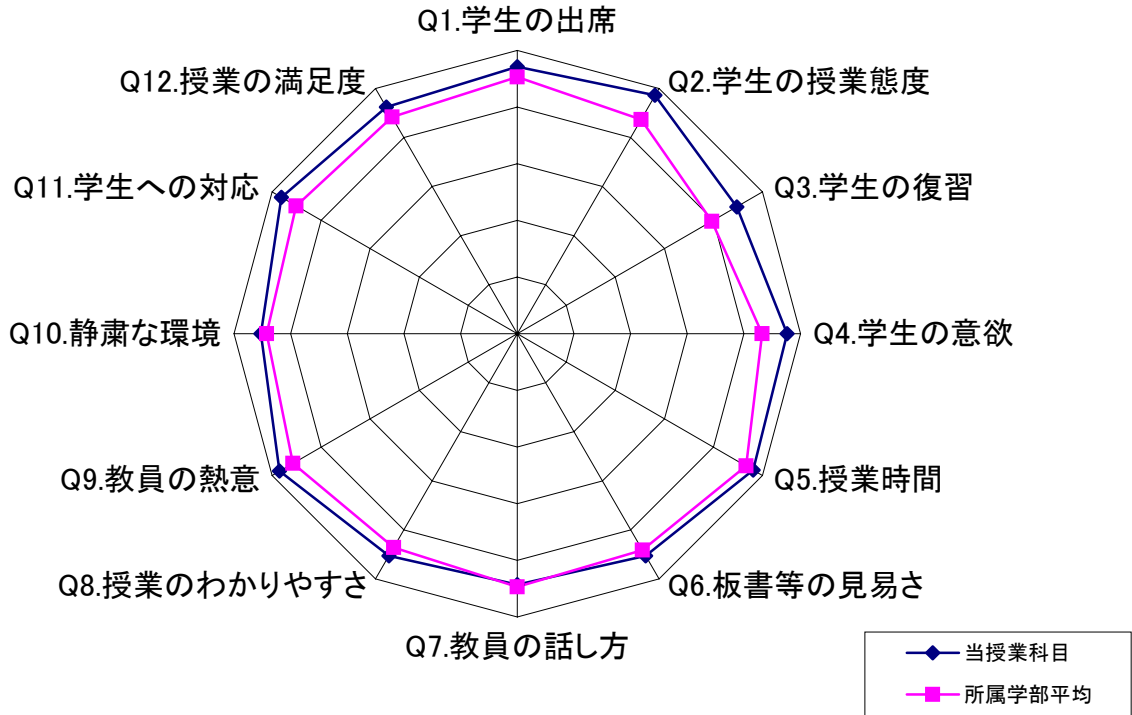 Q1.学生の出席
Q2.学生の授業態度
Q3.学生の復習
Q4.学生の意欲
Q5.授業時間
Q6.板書等の見易さ
Q7.教員の話し方
Q8.授業のわかりやすさ
Q9.教員の熱意
Q10.静粛な環境
Q11.学生への対応
Q12.授業の満足度
当授業科目
所属学部平均